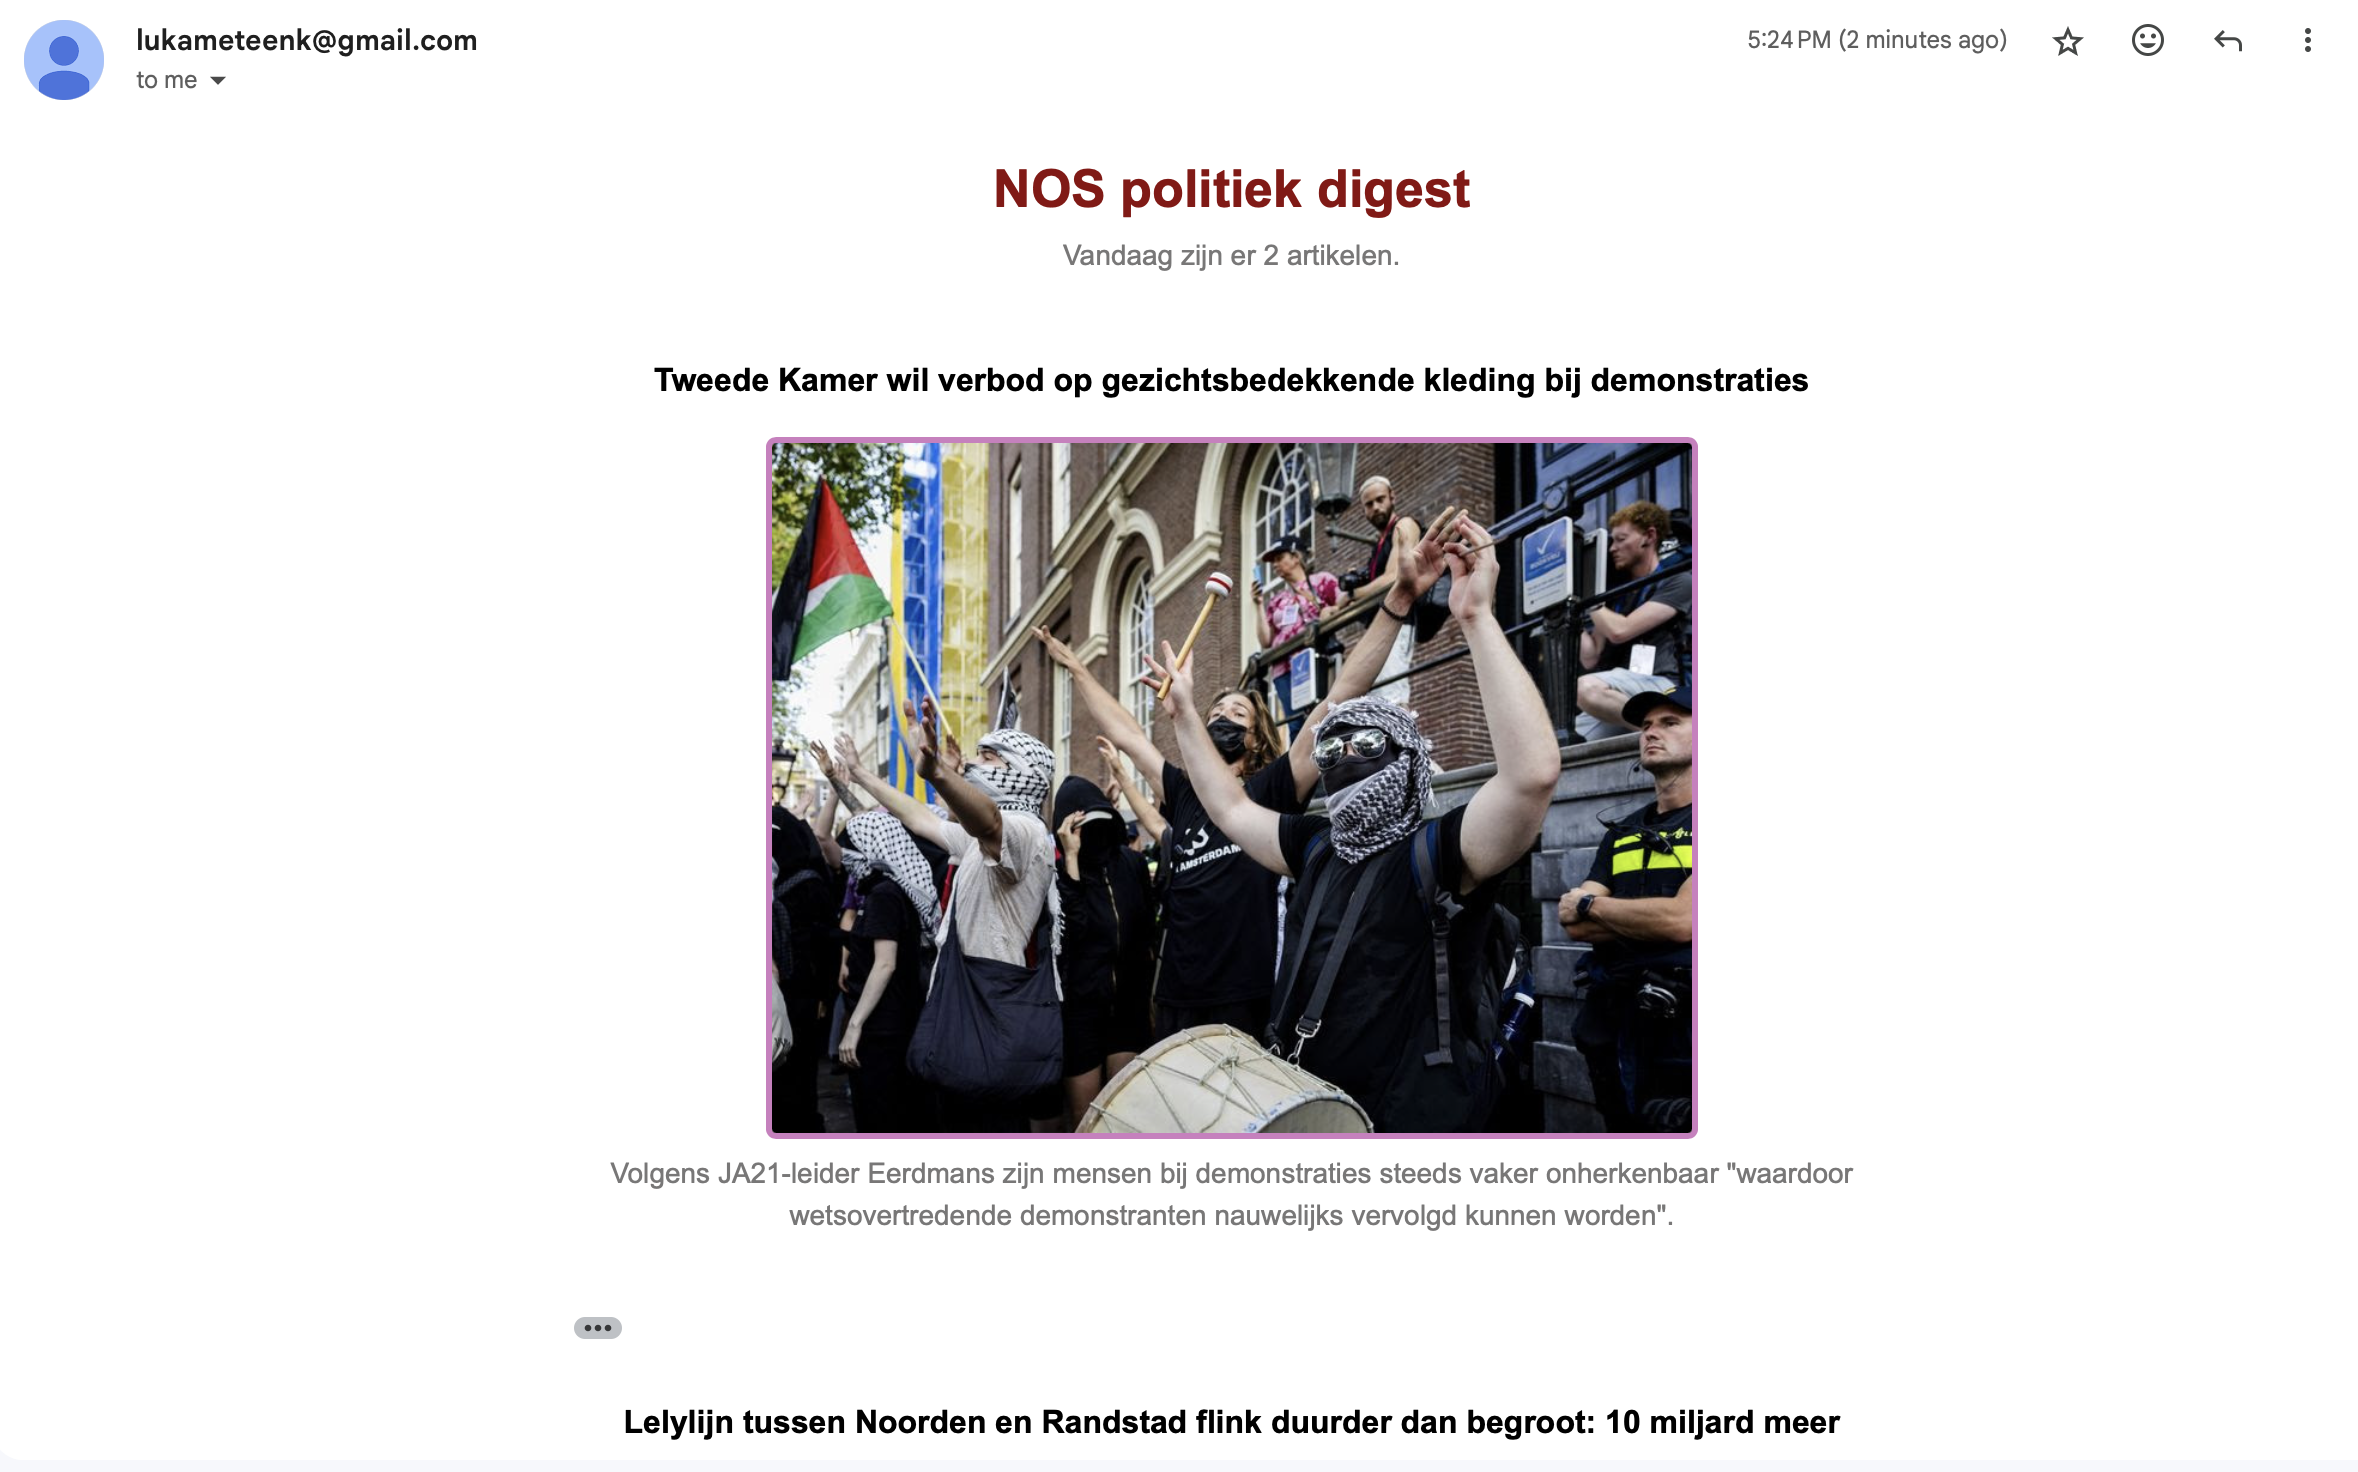 lukameteenk@gmail.com
5:24 PM (2 minutes ago)
to me
NOS politiek digest
Vandaag zijn er 2 artikelen.
Tweede Kamer wil verbod op gezichtsbedekkende kleding bij demonstraties
AMSTERDAM
Volgens JA21-leider Eerdmans zijn mensen bij demonstraties steeds vaker onherkenbaar "waardoor
wetsovertredende demonstranten nauwelijks vervolgd kunnen worden".
Lelylijn tussen Noorden en Randstad flink duurder dan begroot: 10 miljard meer